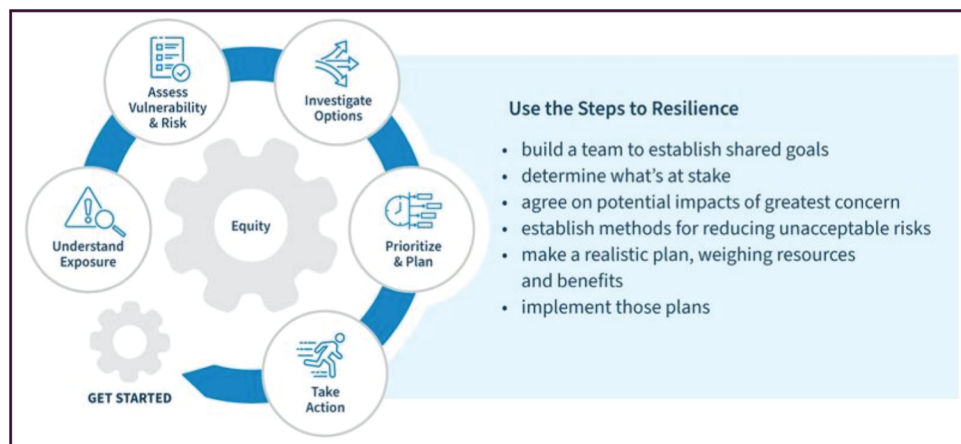 Assess
Vulnerability
& Risk
Investigate
Options
Understand
Exposure
Equity
Prioritize
& Plan
Take
Action
GET STARTED
Use the Steps to Resilience
• build a team to establish shared goals
• determine what's at stake
• agree on potential impacts of greatest concern
• establish methods for reducing unacceptable risks
• make a realistic plan, weighing resources
and benefits
• implement those plans